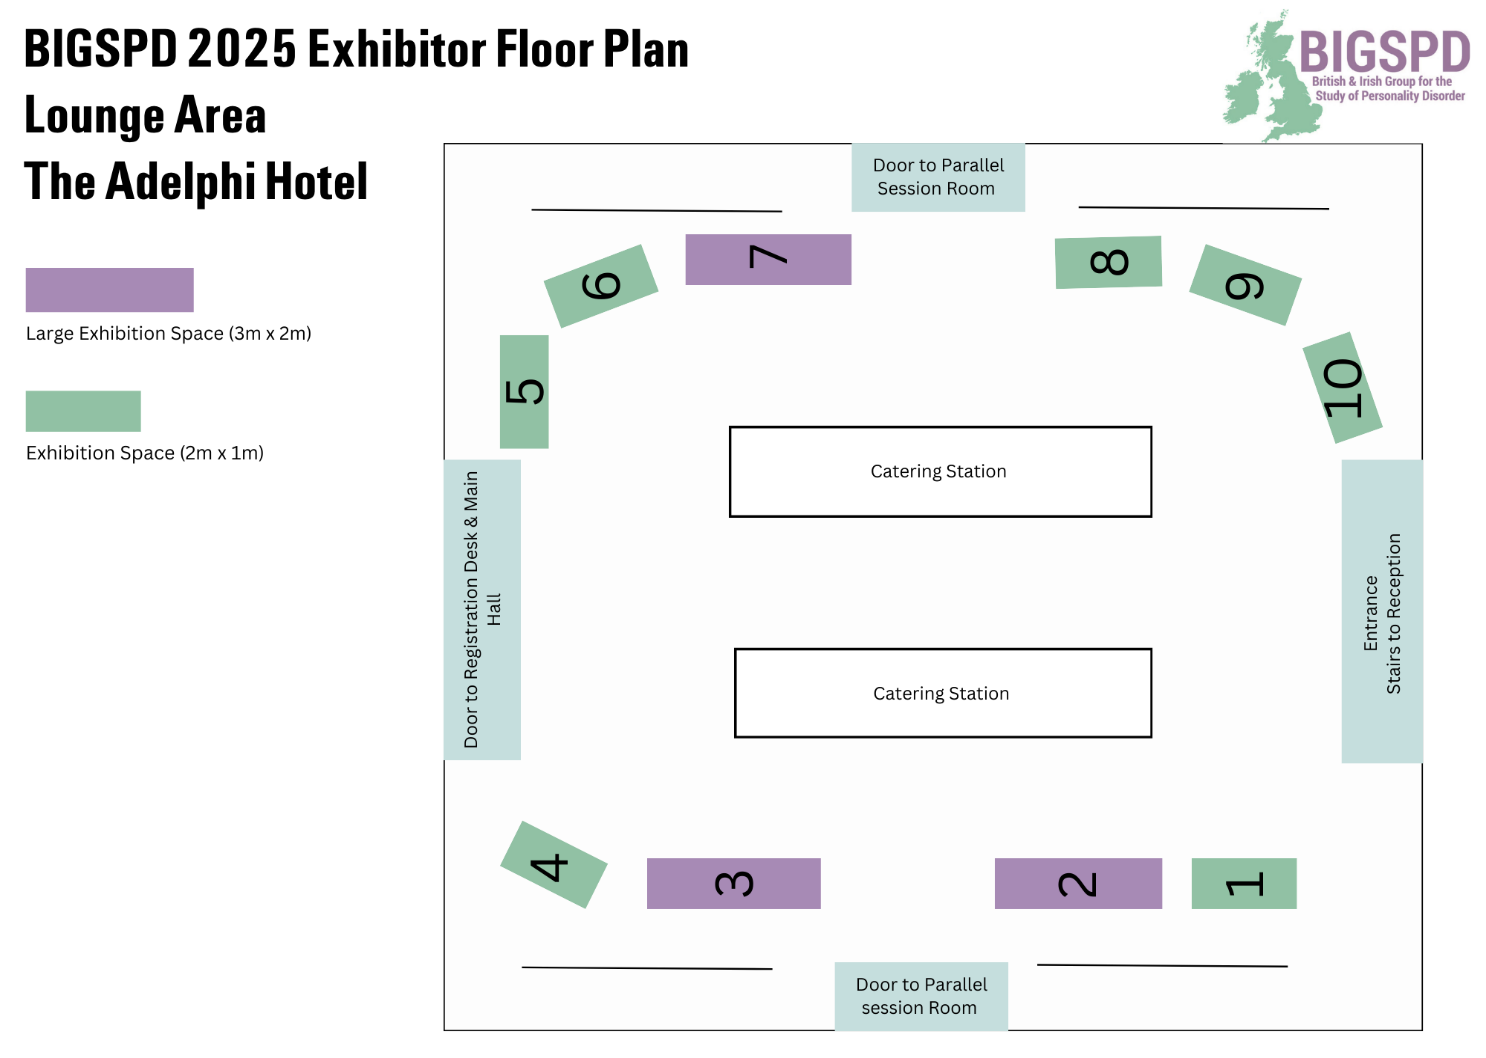 BIGSPD 2025 Exhibitor Floor Plan
Lounge Area
The Adelphi Hotel
BIGSPD
British & Irish Group for the
Study of Personality Disorder
Large Exhibition Space (3m x 2m)
Exhibition Space (2m x 1m)
Door to Parallel
Session Room
6
7
8
9
5
10
Catering Station
Door to Registration Desk & Main
Hall
Entrance
Stairs to Reception
Catering Station
4
3
2
1
Door to Parallel
session Room